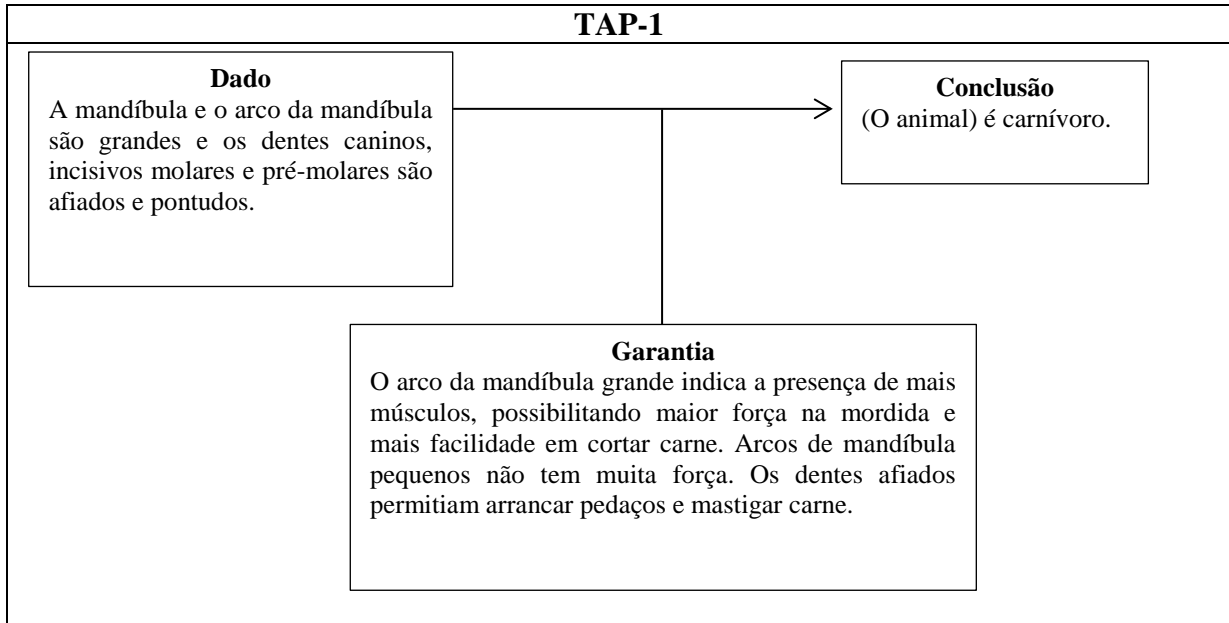 TAP-1
Dado
A mandíbula e o arco da mandíbula
são grandes e os dentes caninos,
incisivos molares e pré-molares são
afiados e pontudos.
Conclusão
(O animal) é carnívoro.
Garantia
O arco da mandíbula grande indica a presença de mais
músculos, possibilitando maior força na mordida e
mais facilidade em cortar carne. Arcos de mandíbula
pequenos não tem muita força. Os dentes afiados
permitiam arrancar pedaços e mastigar carne.